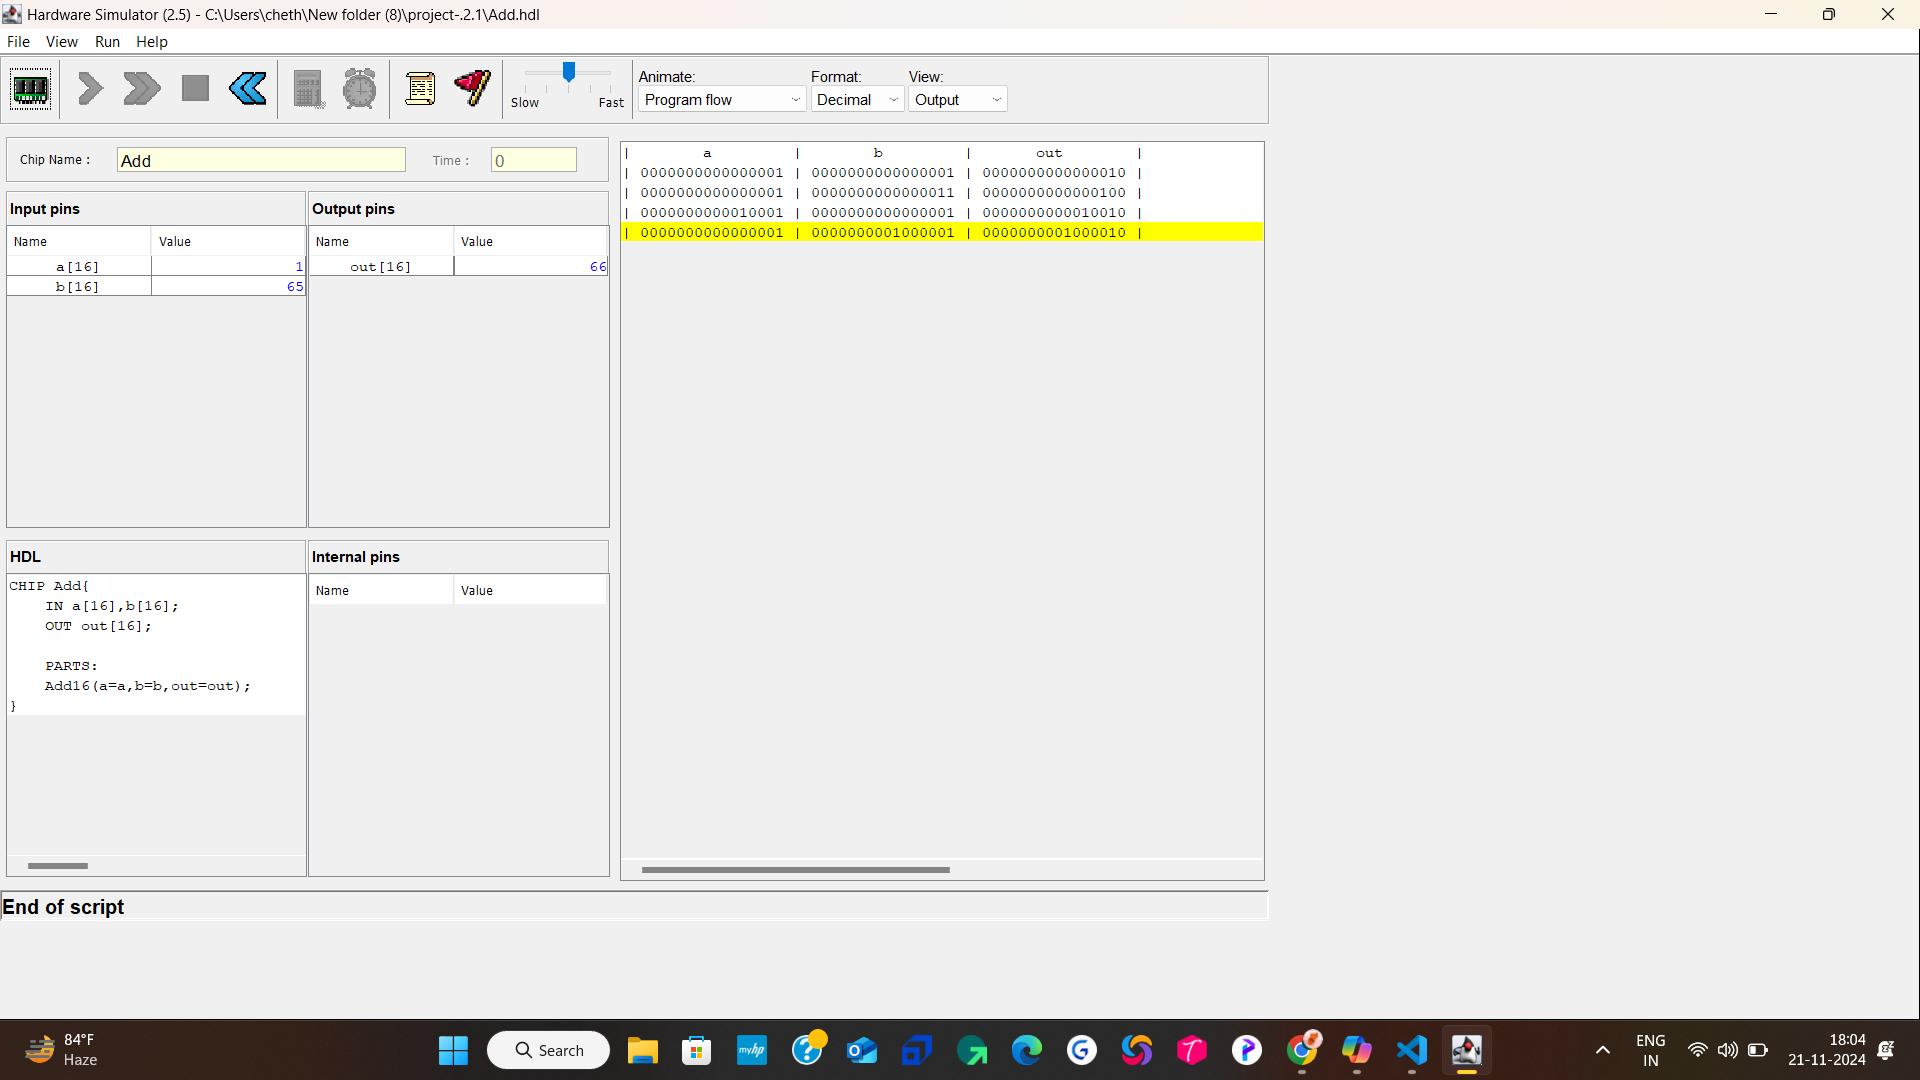 Hardware Simulator (2.5) - C:\Users\cheth\New folder (8)\project-.2.1\Add.hdl
File View Run Help
Slow Fast
Animate: Format: View:
Program flow Decimal Output
Chip Name : Add Time : 0
Input pins
Name Value
a[16] 1
b[16] 65
Output pins
Name Value
out[16] 66
| a | b | out |
| 0000000000000001 | 0000000000000001 | 0000000000000010 |
| 0000000000000001 | 0000000000000011 | 0000000000000100 |
| 0000000000010001 | 0000000000000001 | 0000000000010010 |
| 0000000000000001 | 0000000001000001 | 0000000001000010 |
HDL
CHIP Add{
IN a[16],b[16];
OUT out[16];
PARTS:
Add16(a=a,b=b,out=out);
}
Internal pins
Name Value
End of script
84°F
Haze
Search
myhp
ENG
IN
18:04
21-11-2024